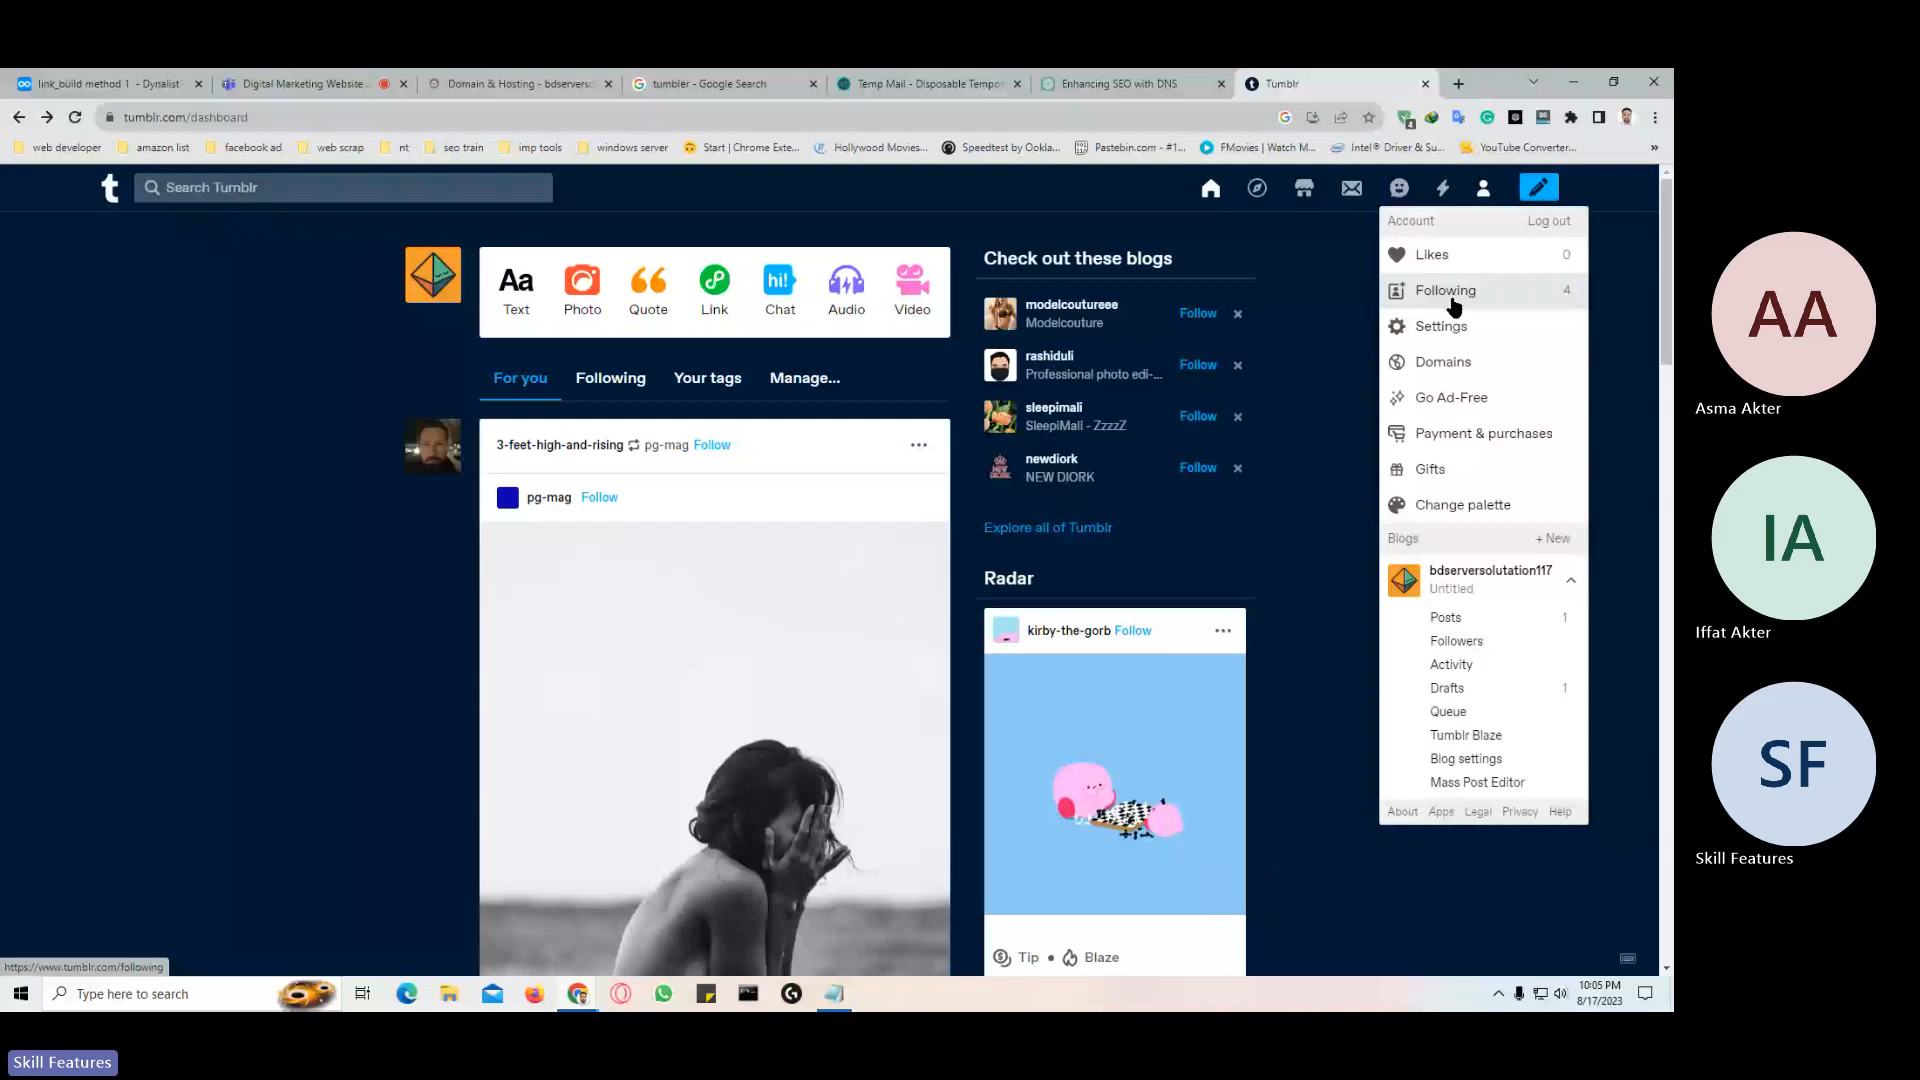 link_build method 1 - Dynalist
Digital Marketing Website
Domain & Hosting - bdserversc
tumbler - Google Search
Temp Mail - Disposable Tempor
Enhancing SEO with DNS
Tumblr
tumblr.com/dashboard
4
web developer
amazon list
facebook ad
web scrap
nt
seo train
imp tools
windows server
Start | Chrome Exte...
Hollywood Movies...
Speedtest by Ookla...
Pastebin.com - #1...
FMovies | Watch M...
Intel® Driver & Su...
YouTube Converter...
»
t
Search Tumblr
Account
Log out
Likes
0
Following
4
Settings
Domains
Go Ad-Free
Payment & purchases
Gifts
Change palette
Blogs
+ New
bdserversolutation117
Untitled
Posts
1
Followers
Activity
Drafts
1
Queue
Tumblr Blaze
Blog settings
Mass Post Editor
About
Apps
Legal
Privacy
Help
Aa
Text
Photo
Quote
Link
hi!
Chat
Audio
Video
For you
Following
Your tags
Manage...
3-feet-high-and-rising
pg-mag
Follow
pg-mag
Follow
Check out these blogs
modelcoutureee
Modelcouture
Follow
rashiduli
Professional photo edi-...
Follow
sleepimali
SleepiMali - ZzzzZ
Follow
newdiork
NEW DIORK
Follow
Explore all of Tumblr
Radar
kirby-the-gorb
Follow
Tip
Blaze
https://www.tumblr.com/following
Type here to search
10:05 PM
8/17/2023
AA
Asma Akter
IA
Iffat Akter
SF
Skill Features
Skill Features